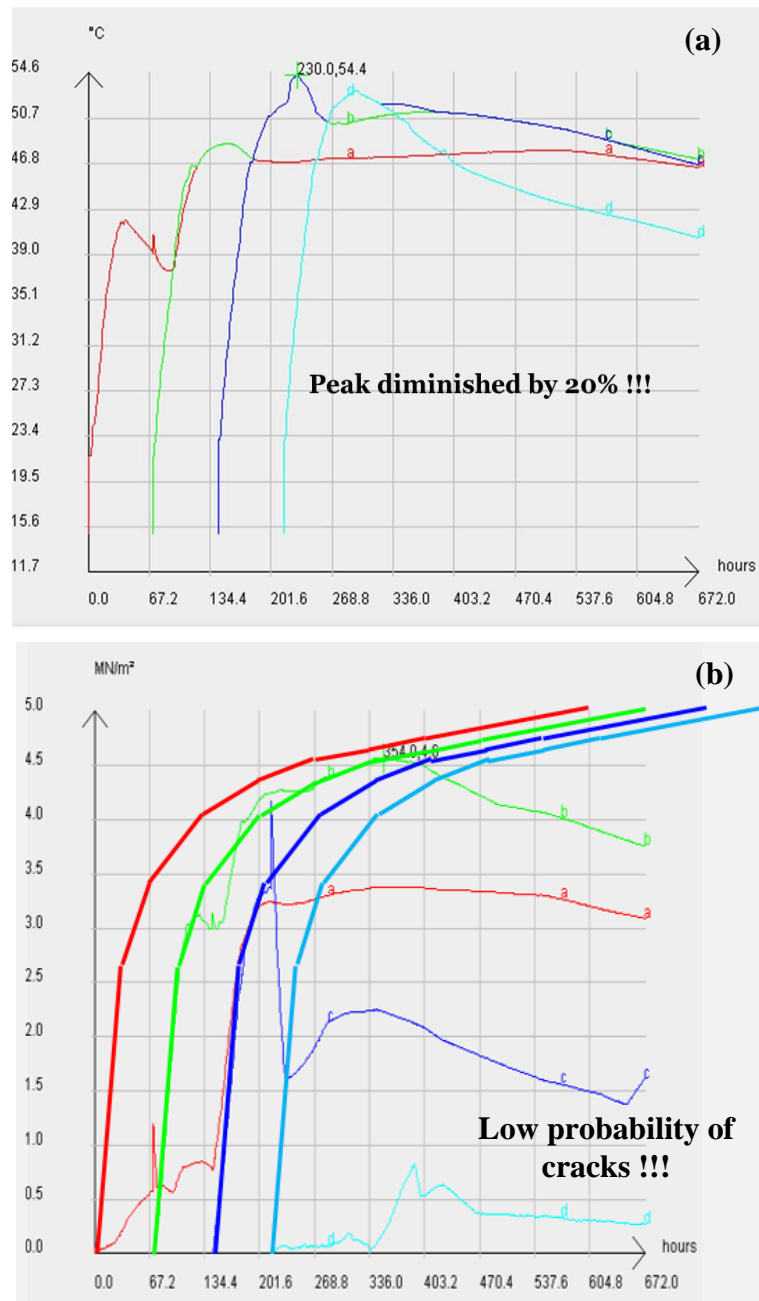 °C
(a)
54.6
230.0,54.4
50.7
46.8
42.9
39.0
35.1
31.2
27.3
23.4
19.5
15.6
11.7
d
b
b
a
d
b
a
d
Peak diminished by 20% !!!
hours
0.0 67.2 134.4 201.6 268.8 336.0 403.2 470.4 537.6 604.8 672.0
MN/m²
(b)
5.0
4.5
4.0
3.5
3.0
2.5
2.0
1.5
1.0
0.5
0.0
b
b
b
a
a
a
c
c
c
d
d
d
Low probability of
cracks !!!
hours
0.0 67.2 134.4 201.6 268.8 336.0 403.2 470.4 537.6 604.8 672.0